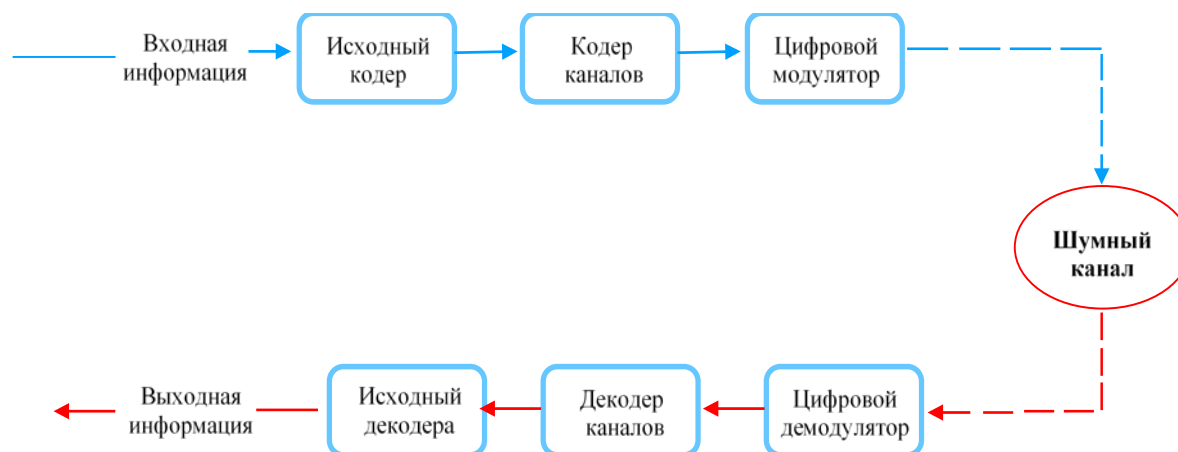 Входная
информация
Исходный
кодер
Кодер
каналов
Цифровой
модулятор
Шумный
канал
Выходная
информация
Исходный
декодера
Декодер
каналов
Цифровой
демодулятор